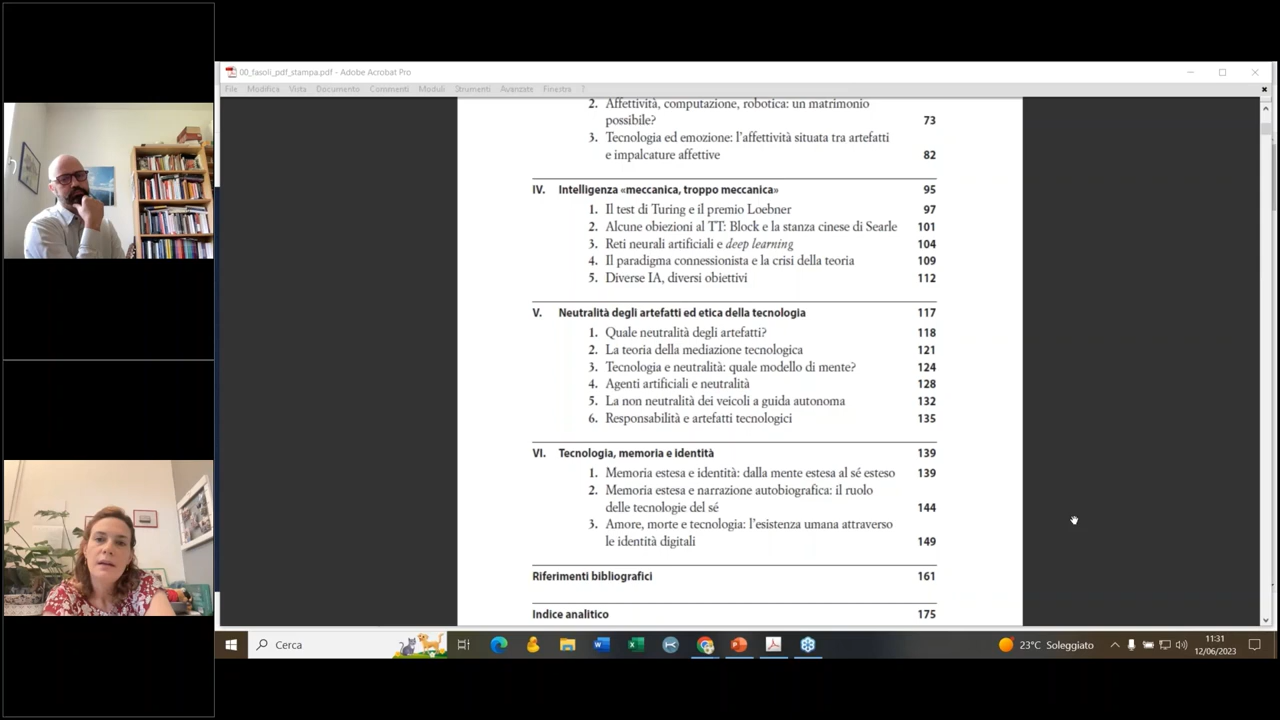 00_fasoli_pdf_stampa.pdf - Adobe Acrobat Pro
File Modifica Vista Documento Commenti Moduli Strumenti Avanzate Finestra ?
2. Affettività, computazione, robotica: un matrimonio
possibile? 73
3. Tecnologia ed emozione: l'affettività situata tra artefatti
e impalcature affettive 82
IV. Intelligenza «meccanica, troppo meccanica» 95
1. Il test di Turing e il premio Loebner 97
2. Alcune obiezioni al TT: Block e la stanza cinese di Searle 101
3. Reti neurali artificiali e deep learning 104
4. Il paradigma connessionista e la crisi della teoria 109
5. Diverse IA, diversi obiettivi 112
V. Neutralità degli artefatti ed etica della tecnologia 117
1. Quale neutralità degli artefatti? 118
2. La teoria della mediazione tecnologica 121
3. Tecnologia e neutralità: quale modello di mente? 124
4. Agenti artificiali e neutralità 128
5. La non neutralità dei veicoli a guida autonoma 132
6. Responsabilità e artefatti tecnologici 135
VI. Tecnologia, memoria e identità 139
1. Memoria estesa e identità: dalla mente estesa al sé esteso 139
2. Memoria estesa e narrazione autobiografica: il ruolo
delle tecnologie del sé 144
3. Amore, morte e tecnologia: l'esistenza umana attraverso
le identità digitali 149
Riferimenti bibliografici 161
Indice analitico 175
Cerca
23°C Soleggiato
11:31
12/06/2023